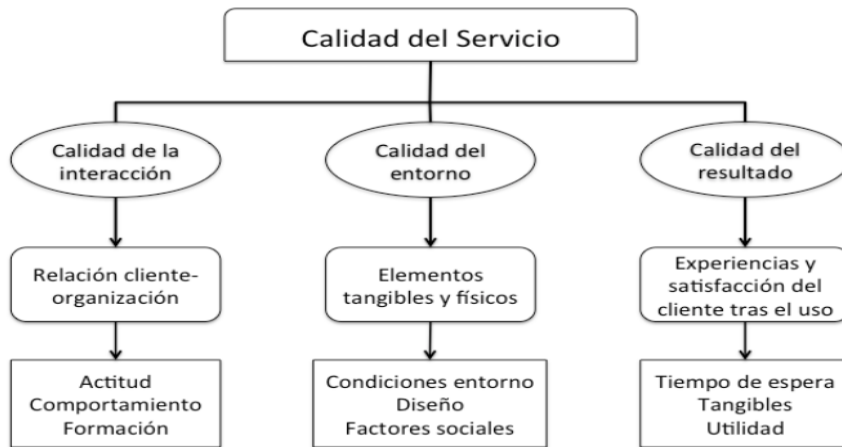 Calidad del Servicio
Calidad de la
interacción
Calidad del
entorno
Calidad del
resultado
Relación cliente-
organización
Elementos
tangibles y físicos
Experiencias y
satisfacción del
cliente tras el uso
Actitud
Comportamiento
Formación
Condiciones entorno
Diseño
Factores sociales
Tiempo de espera
Tangibles
Utilidad